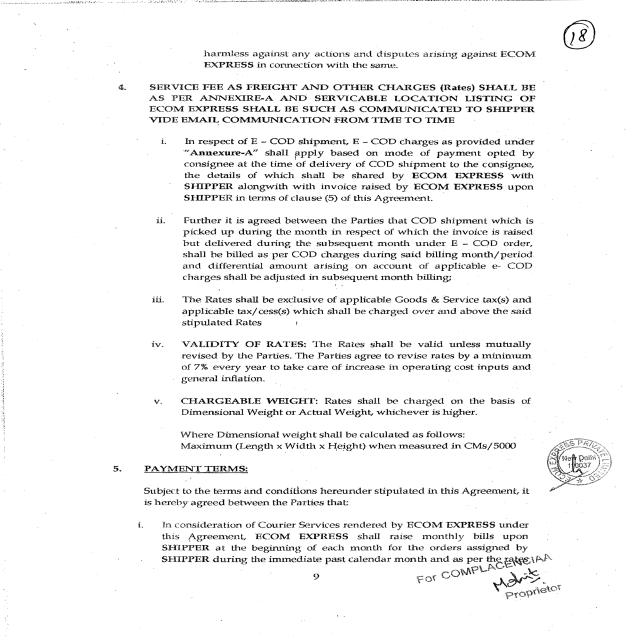 18
harmless against any actions and disputes arising against ECOM
EXPRESS in connection with the same.
4. SERVICE FEE AS FREIGHT AND OTHER CHARGES (Rates) SHALL BE
AS PER ANNEXIRE-A AND SERVICABLE LOCATION LISTING OF
ECOM EXPRESS SHALL BE SUCH AS COMMUNICATED TO SHIPPER
VIDE EMAIL COMMUNICATION FROM TIME TO TIME
i. In respect of E – COD shipment, E – COD charges as provided under
"Annexure-A" shall apply based on mode of payment opted by
consignee at the time of delivery of COD shipment to the consignee,
the details of which shall be shared by ECOM EXPRESS with
SHIPPER alongwith with invoice raised by ECOM EXPRESS upon
SHIPPER in terms of clause (5) of this Agreement.
ii. Further it is agreed between the Parties that COD shipment which is
picked up during the month in respect of which the invoice is raised
but delivered during the subsequent month under E – COD order,
shall be billed as per COD charges during said billing month/period
and differential amount arising on account of applicable e- COD
charges shall be adjusted in subsequent month billing;
iii. The Rates shall be exclusive of applicable Goods & Service tax(s) and
applicable tax/cess(s) which shall be charged over and above the said
stipulated Rates
iv. VALIDITY OF RATES: The Rates shall be valid unless mutually
revised by the Parties. The Parties agree to revise rates by a minimum
of 7% every year to take care of increase in operating cost inputs and
general inflation.
v. CHARGEABLE WEIGHT: Rates shall be charged on the basis of
Dimensional Weight or Actual Weight, whichever is higher.
Where Dimensional weight shall be calculated as follows:
Maximum (Length x Width x Height) when measured in CMs/5000
ECOM EXPRESS PRIVATE LIMITED
New Delhi
110037
5. PAYMENT TERMS:
Subject to the terms and conditions hereunder stipulated in this Agreement, it
is hereby agreed between the Parties that:
i. In consideration of Courier Services rendered by ECOM EXPRESS under
this Agreement, ECOM EXPRESS shall raise monthly bills upon
SHIPPER at the beginning of each month for the orders assigned by
SHIPPER during the immediate past calendar month and as per the rates
9
For COMPLACENCIAA
Mohit
Proprietor